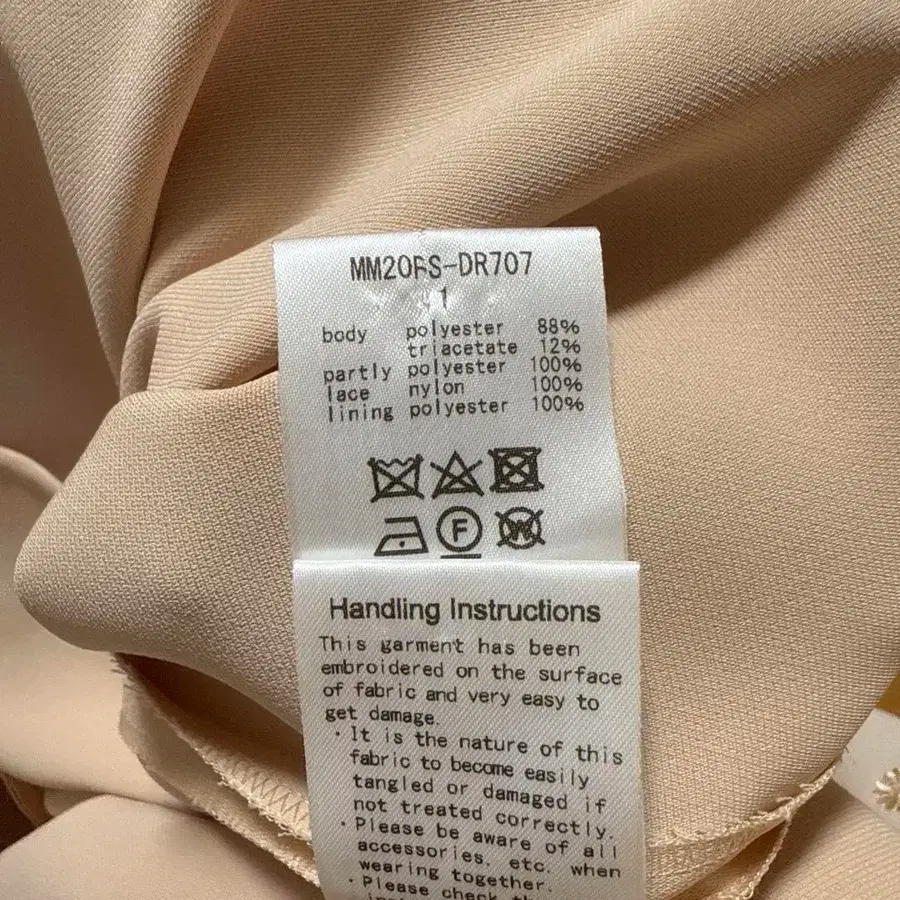 MM20FS-DR707
1
body polyester 88%
triacetate 12%
partly polyester 100%
lace nylon 100%
lining polyester 100%
F
W
Handling Instructions
This garment has been
embroidered on the surface
of fabric and very easy to
get damage.
・It is the nature of this
fabric to become easily
tangled or damaged if
not treated correctly.
・Please be aware of all
accessories, etc. when
wearing together.
・Please check